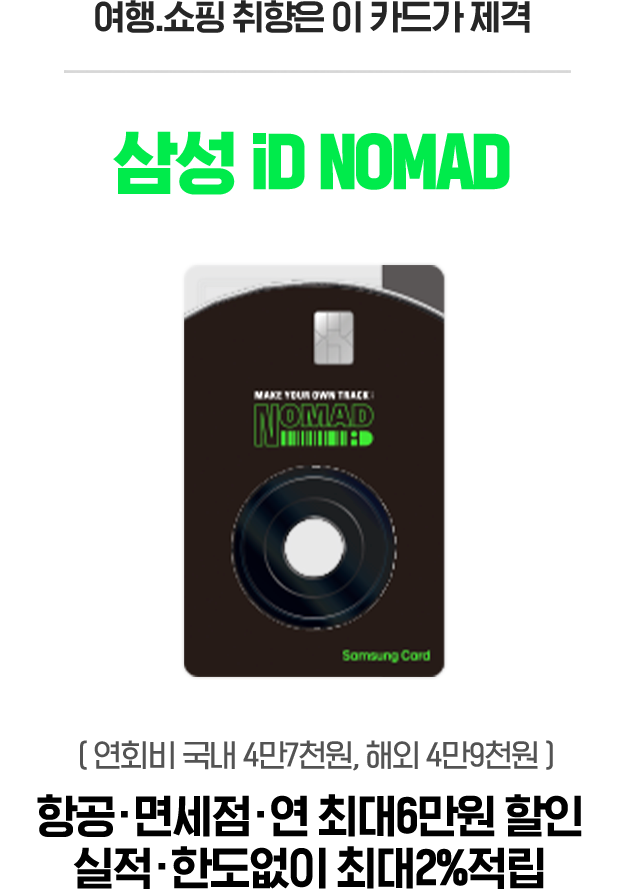 여행.쇼핑 취향은 이 카드가 제격
삼성 iD NOMAD
MAKE YOUR OWN TRACK :
NOMAD
iD
Samsung Card
( 연회비 국내 4만7천원, 해외 4만9천원 )
항공·면세점·연 최대6만원 할인
실적·한도없이 최대2%적립